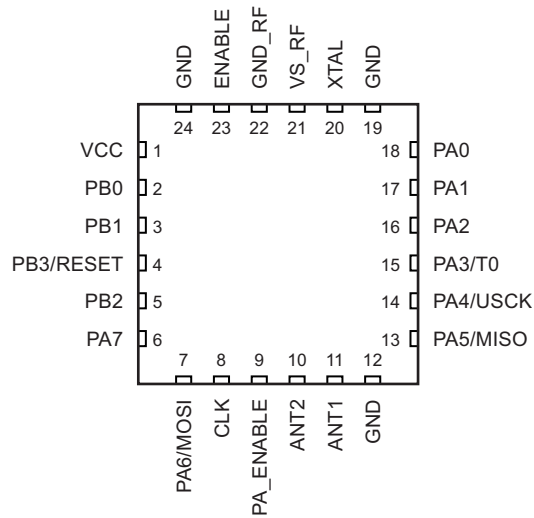 GND ENABLE GND_RF VS_RF XTAL GND
24 23 22 21 20 19
VCC 1 18 PA0
PB0 2 17 PA1
PB1 3 16 PA2
PB3/RESET 4 15 PA3/T0
PB2 5 14 PA4/USCK
PA7 6 13 PA5/MISO
7 8 9 10 11 12
PA6/MOSI CLK PA_ENABLE ANT2 ANT1 GND